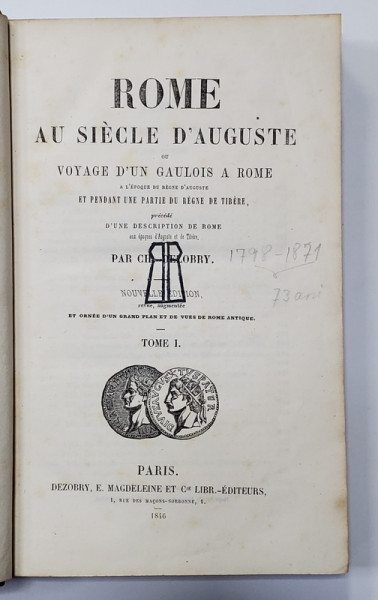 ROME
AU SIÈCLE D'AUGUSTE
OU
VOYAGE D'UN GAULOIS A ROME
A L'ÉPOQUE DU RÈGNE D'AUGUSTE
ET PENDANT UNE PARTIE DU RÈGNE DE TIBÈRE,
précédé
D'UNE DESCRIPTION DE ROME
aux époques d'Auguste et de Tibère,
PAR CH. DEZOBRY.
1798-1871
73 ani
NOUVELLE ÉDITION,
revue, augmentée
ET ORNÉE D'UN GRAND PLAN ET DE VUES DE ROME ANTIQUE.
TOME I.
DIVVS AVGVSTVS PATER
PARIS.
DEZOBRY, E. MAGDELEINE ET Cie LIBR.-ÉDITEURS,
1, RUE DES MAÇONS-SORBONNE, 1.
1846